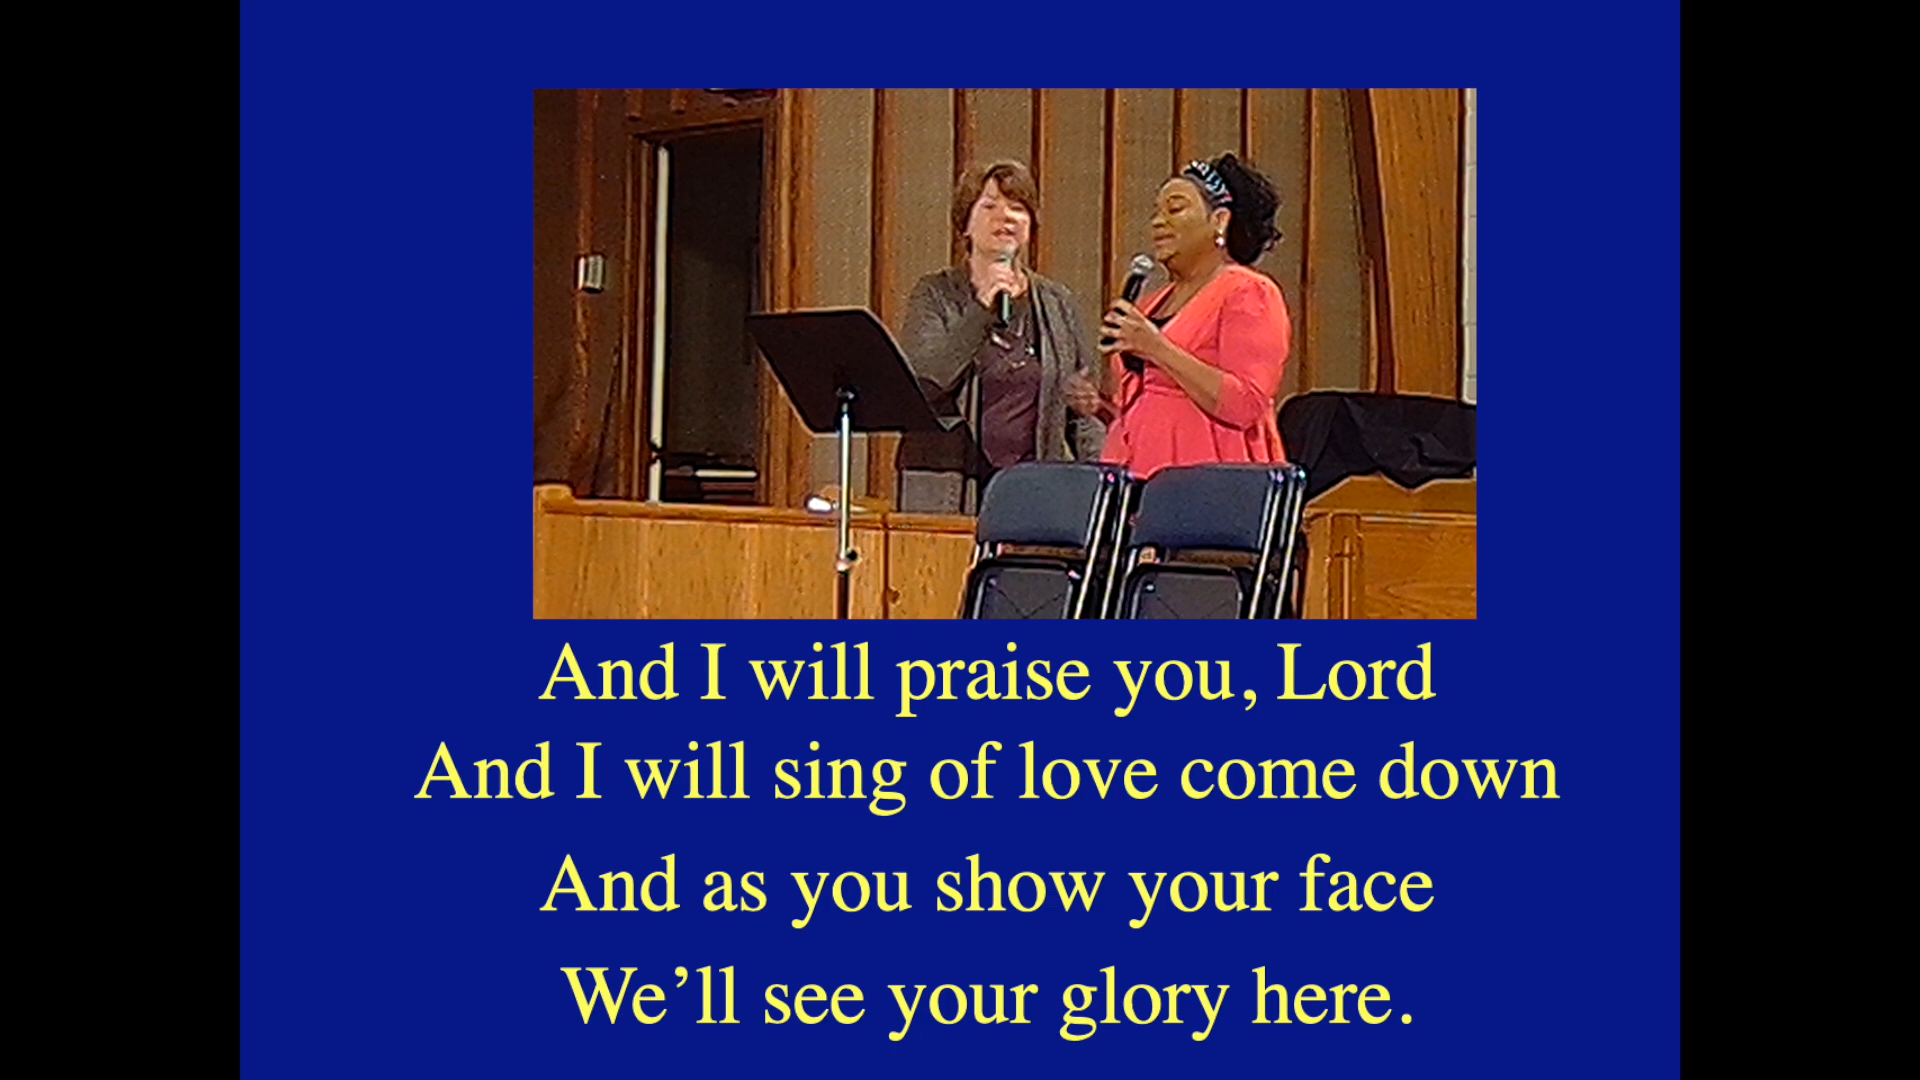 And I will praise you, Lord
And I will sing of love come down
And as you show your face
We’ll see your glory here.